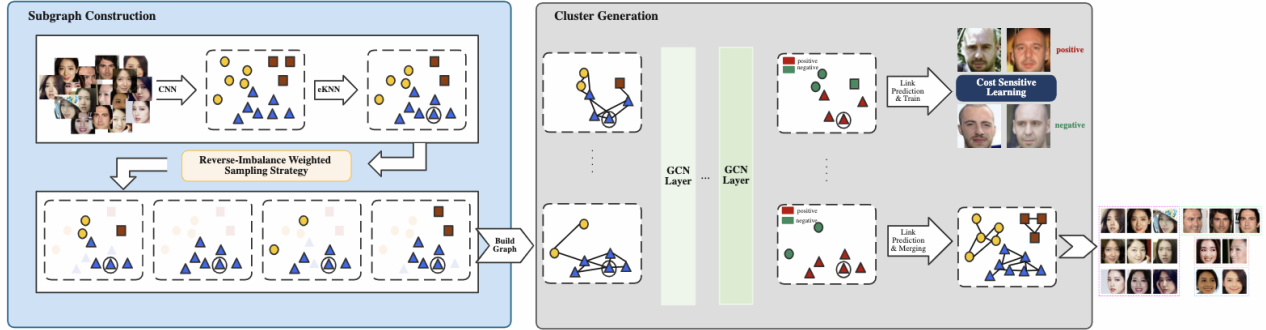 Subgraph Construction
CNN
eKNN
Reverse-Imbalance Weighted
Sampling Strategy
Build
Graph
Cluster Generation
GCN
Layer
...
GCN
Layer
positive
negative
Link
Prediction
& Train
positive
Cost Sensitive
Learning
negative
positive
negative
Link
Prediction
& Merging